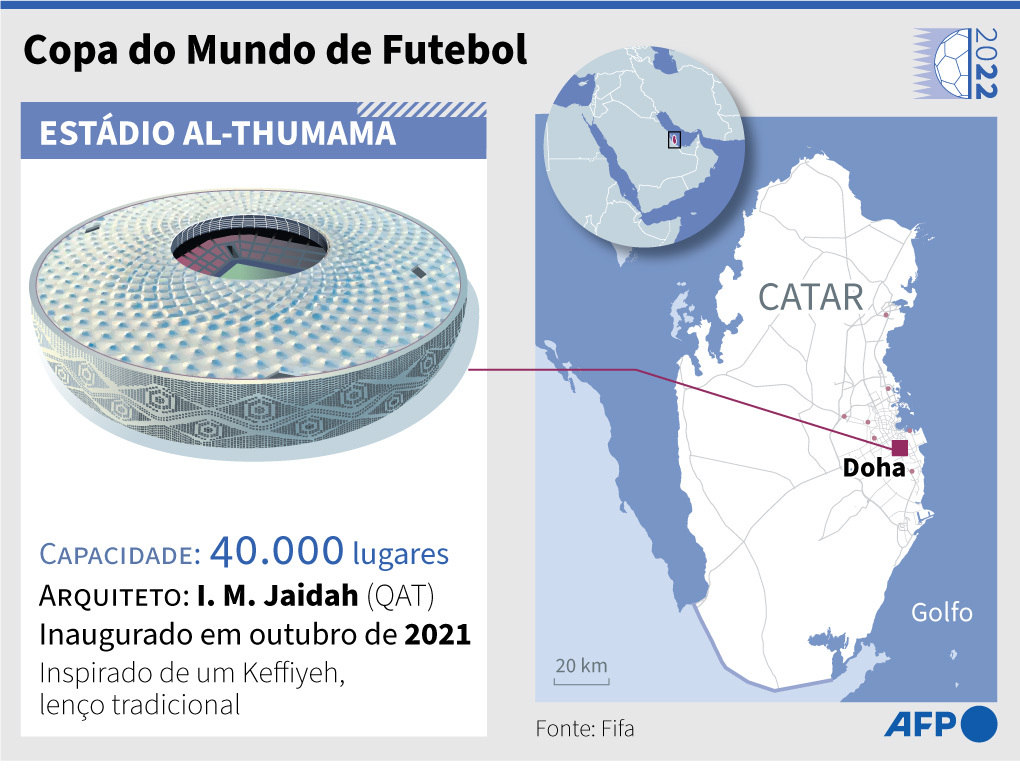 Copa do Mundo de Futebol
2022
ESTÁDIO AL-THUMAMA
CATAR
Doha
Golfo
20 km
CAPACIDADE: 40.000 lugares
ARQUITETO: I. M. Jaidah (QAT)
Inaugurado em outubro de 2021
Inspirado de um Keffiyeh,
lenço tradicional
Fonte: Fifa
AFP